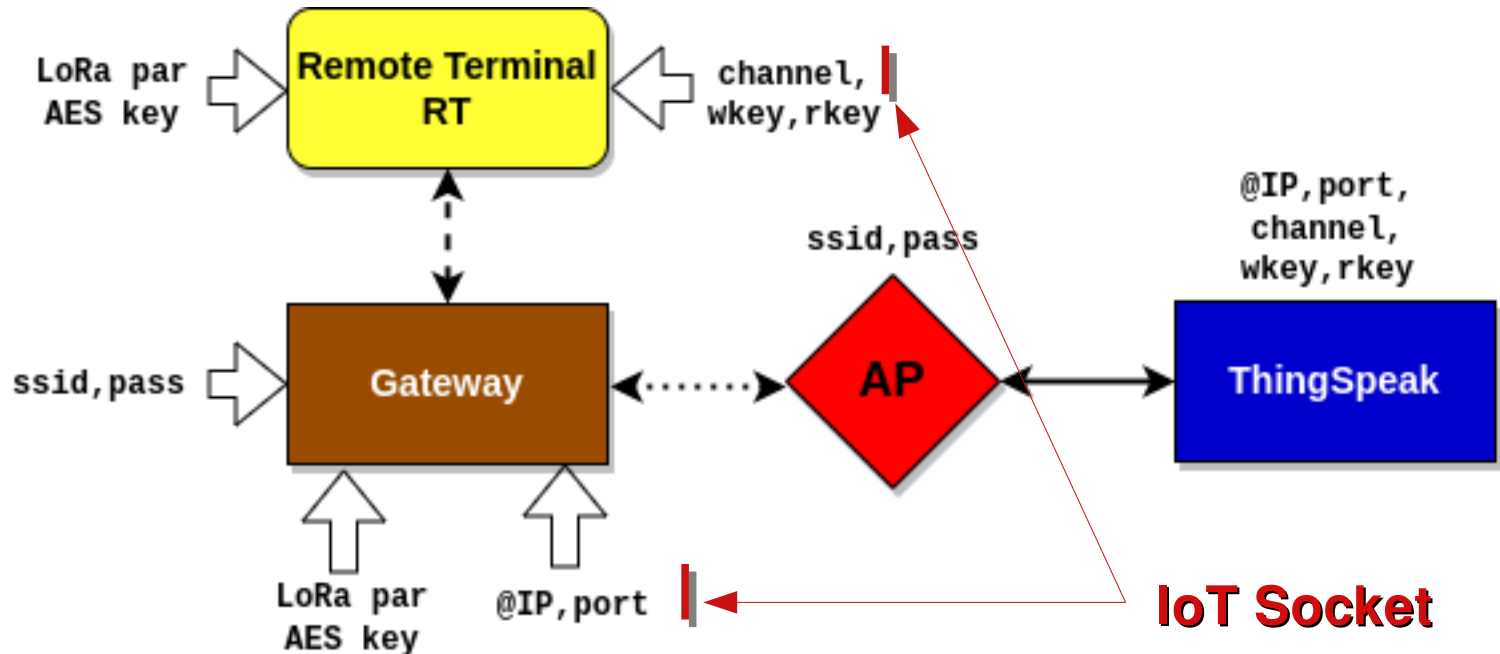 LoRa par
AES key
Remote Terminal
RT
channel,
wkey,rkey
@IP,port,
channel,
wkey,rkey
ssid,pass
ssid,pass
Gateway
AP
ThingSpeak
LoRa par
AES key
@IP,port
IoT Socket